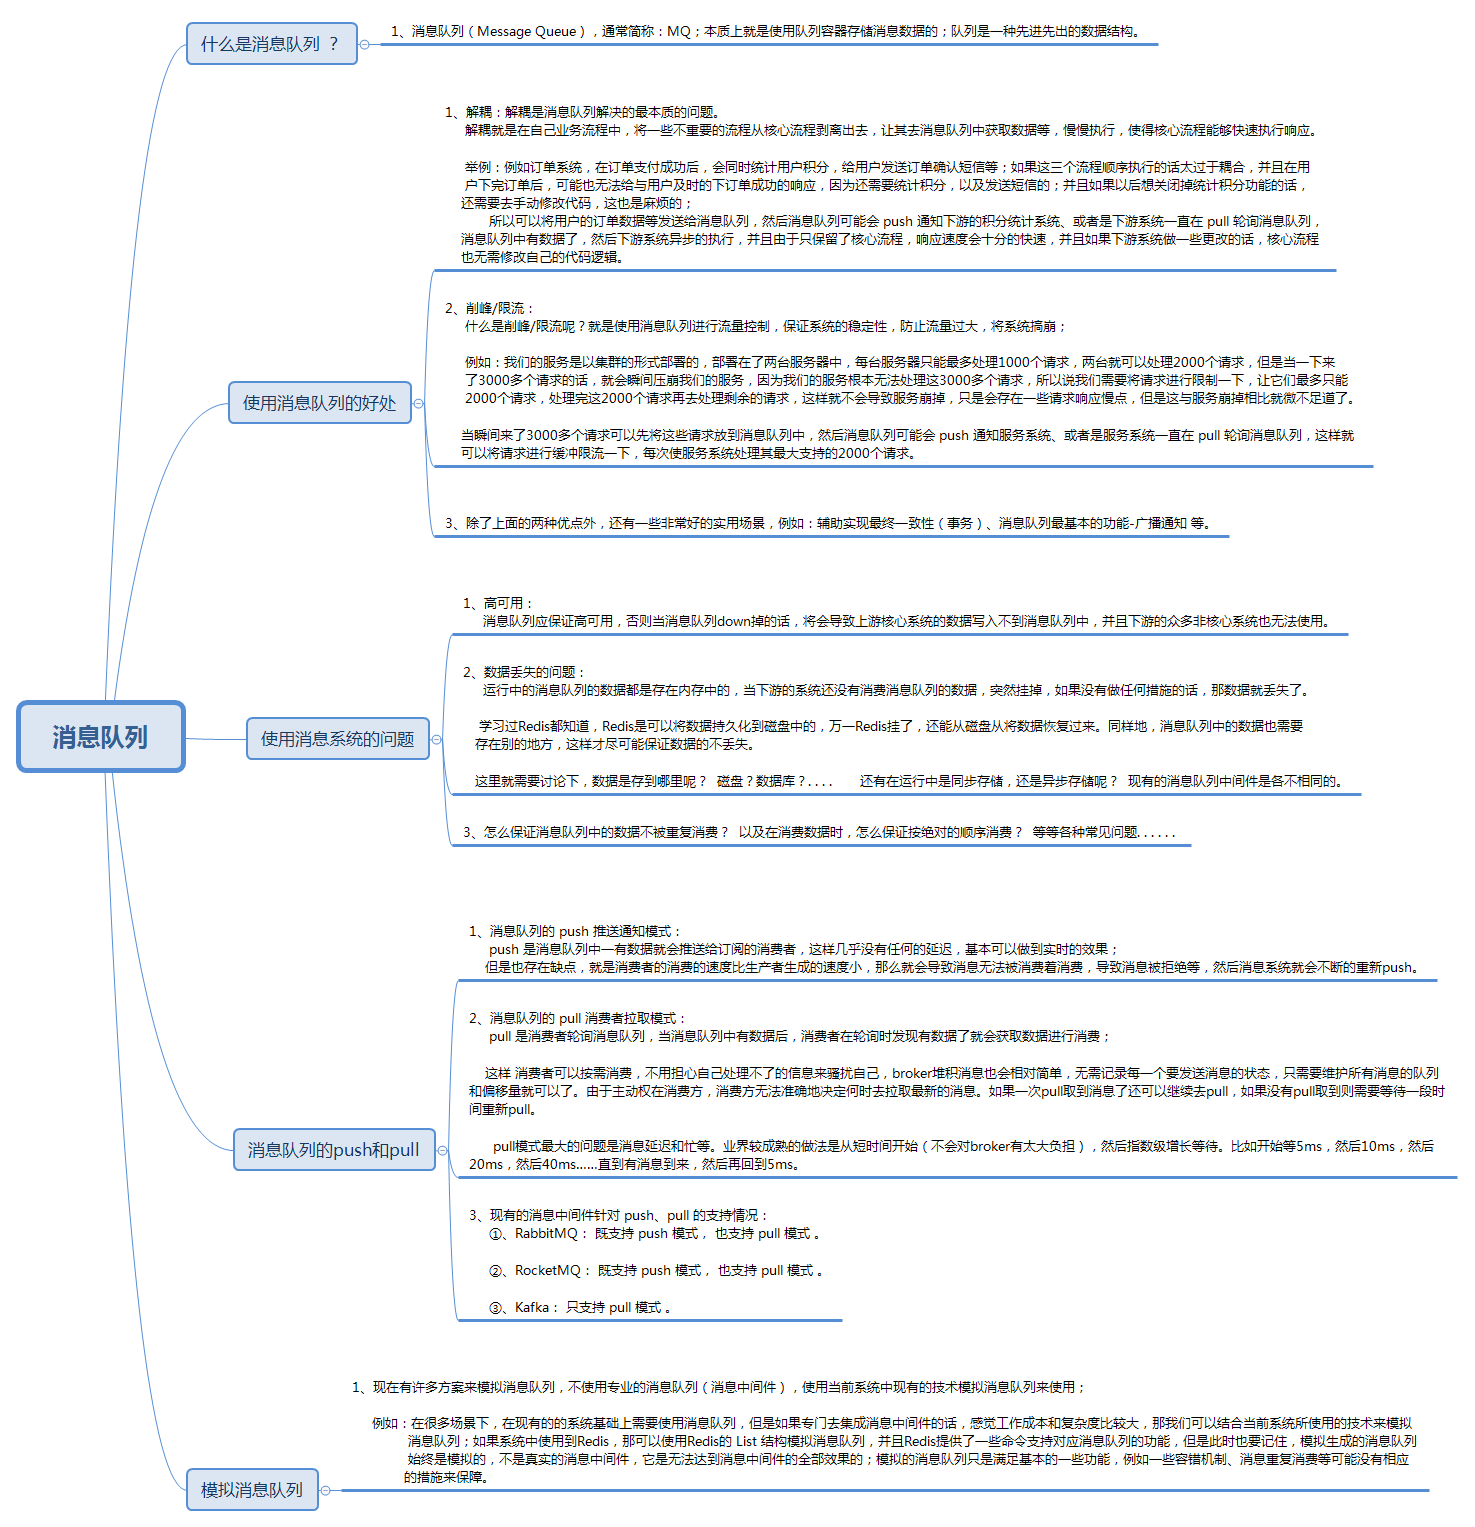 什么是消息队列 ？
1、消息队列（Message Queue），通常简称：MQ；本质上就是使用队列容器存储消息数据的；队列是一种先进先出的数据结构。
使用消息队列的好处
1、解耦：解耦是消息队列解决的最本质的问题。
解耦就是在自己业务流程中，将一些不重要的流程从核心流程剥离出去，让其去消息队列中获取数据等，慢慢执行，使得核心流程能够快速执行响应。
举例：例如订单系统，在订单支付成功后，会同时统计用户积分，给用户发送订单确认短信等；如果这三个流程顺序执行的话太过于耦合，并且在用
户下完订单后，可能也无法给与用户及时的下订单成功的响应，因为还需要统计积分，以及发送短信的；并且如果以后想关闭掉统计积分功能的话，
还需要去手动修改代码，这也是麻烦的；
所以可以将用户的订单数据等发送给消息队列，然后消息队列可能会 push 通知下游的积分统计系统、或者是下游系统一直在 pull 轮询消息队列，
消息队列中有数据了，然后下游系统异步的执行，并且由于只保留了核心流程，响应速度会十分的快速，并且如果下游系统做一些更改的话，核心流程
也无需修改自己的代码逻辑。
2、削峰/限流：
什么是削峰/限流呢？就是使用消息队列进行流量控制，保证系统的稳定性，防止流量过大，将系统搞崩；
例如：我们的服务是以集群的形式部署的，部署在了两台服务器中，每台服务器只能最多处理1000个请求，两台就可以处理2000个请求，但是当一下来
了3000多个请求的话，就会瞬间压崩我们的服务，因为我们的服务根本无法处理这3000多个请求，所以说我们需要将请求进行限制一下，让它们最多只能
2000个请求，处理完这2000个请求再去处理剩余的请求，这样就不会导致服务崩掉，只是会存在一些请求响应慢点，但是这与服务崩掉相比就微不足道了。
当瞬间来了3000多个请求可以先将这些请求放到消息队列中，然后消息队列可能会 push 通知服务系统、或者是服务系统一直在 pull 轮询消息队列，这样就
可以将请求进行缓冲限流一下，每次使服务系统处理其最大支持的2000个请求。
3、除了上面的两种优点外，还有一些非常好的实用场景，例如：辅助实现最终一致性（事务）、消息队列最基本的功能-广播通知 等。
消息队列
使用消息系统的问题
1、高可用：
消息队列应保证高可用，否则当消息队列down掉的话，将会导致上游核心系统的数据写入不到消息队列中，并且下游的众多非核心系统也无法使用。
2、数据丢失的问题：
运行中的消息队列的数据都是存在内存中的，当下游的系统还没有消费消息队列的数据，突然挂掉，如果没有做任何措施的话，那数据就丢失了。
学习过Redis都知道，Redis是可以将数据持久化到磁盘中的，万一Redis挂了，还能从磁盘从将数据恢复过来。同样地，消息队列中的数据也需要
存在别的地方，这样才尽可能保证数据的不丢失。
这里就需要讨论下，数据是存到哪里呢？ 磁盘？数据库？.... 还有在运行中是同步存储，还是异步存储呢？ 现有的消息队列中间件是各不相同的。
3、怎么保证消息队列中的数据不被重复消费？ 以及在消费数据时，怎么保证按绝对的顺序消费？ 等等各种常见问题......
消息队列的push和pull
1、消息队列的 push 推送通知模式：
push 是消息队列中一有数据就会推送给订阅的消费者，这样几乎没有任何的延迟，基本可以做到实时的效果；
但是也存在缺点，就是消费者的消费的速度比生产者生成的速度小，那么就会导致消息无法被消费着消费，导致消息被拒绝等，然后消息系统就会不断的重新push。
2、消息队列的 pull 消费者拉取模式：
pull 是消费者轮询消息队列，当消息队列中有数据后，消费者在轮询时发现有数据了就会获取数据进行消费；
这样 消费者可以按需消费，不用担心自己处理不了的信息来骚扰自己，broker堆积消息也会相对简单，无需记录每一个要发送消息的状态，只需要维护所有消息的队列
和偏移量就可以了。由于主动权在消费方，消费方无法准确地决定何时去拉取最新的消息。如果一次pull取到消息了还可以继续去pull，如果没有pull取到则需要等待一段时
间重新pull。
pull模式最大的问题是消息延迟和忙等。业界较成熟的做法是从短时间开始（不会对broker有太大负担），然后指数级增长等待。比如开始等5ms，然后10ms，然后
20ms，然后40ms……直到有消息到来，然后再回到5ms。
3、现有的消息中间件针对 push、pull 的支持情况：
①、RabbitMQ： 既支持 push 模式， 也支持 pull 模式 。
②、RocketMQ： 既支持 push 模式， 也支持 pull 模式 。
③、Kafka： 只支持 pull 模式 。
模拟消息队列
1、现在有许多方案来模拟消息队列，不使用专业的消息队列（消息中间件），使用当前系统中现有的技术模拟消息队列来使用；
例如：在很多场景下，在现有的的系统基础上需要使用消息队列，但是如果专门去集成消息中间件的话，感觉工作成本和复杂度比较大，那我们可以结合当前系统所使用的技术来模拟
消息队列；如果系统中使用到Redis，那可以使用Redis的 List 结构模拟消息队列，并且Redis提供了一些命令支持对应消息队列的功能，但是此时也要记住，模拟生成的消息队列
始终是模拟的，不是真实的消息中间件，它是无法达到消息中间件的全部效果的；模拟的消息队列只是满足基本的一些功能，例如一些容错机制、消息重复消费等可能没有相应
的措施来保障。